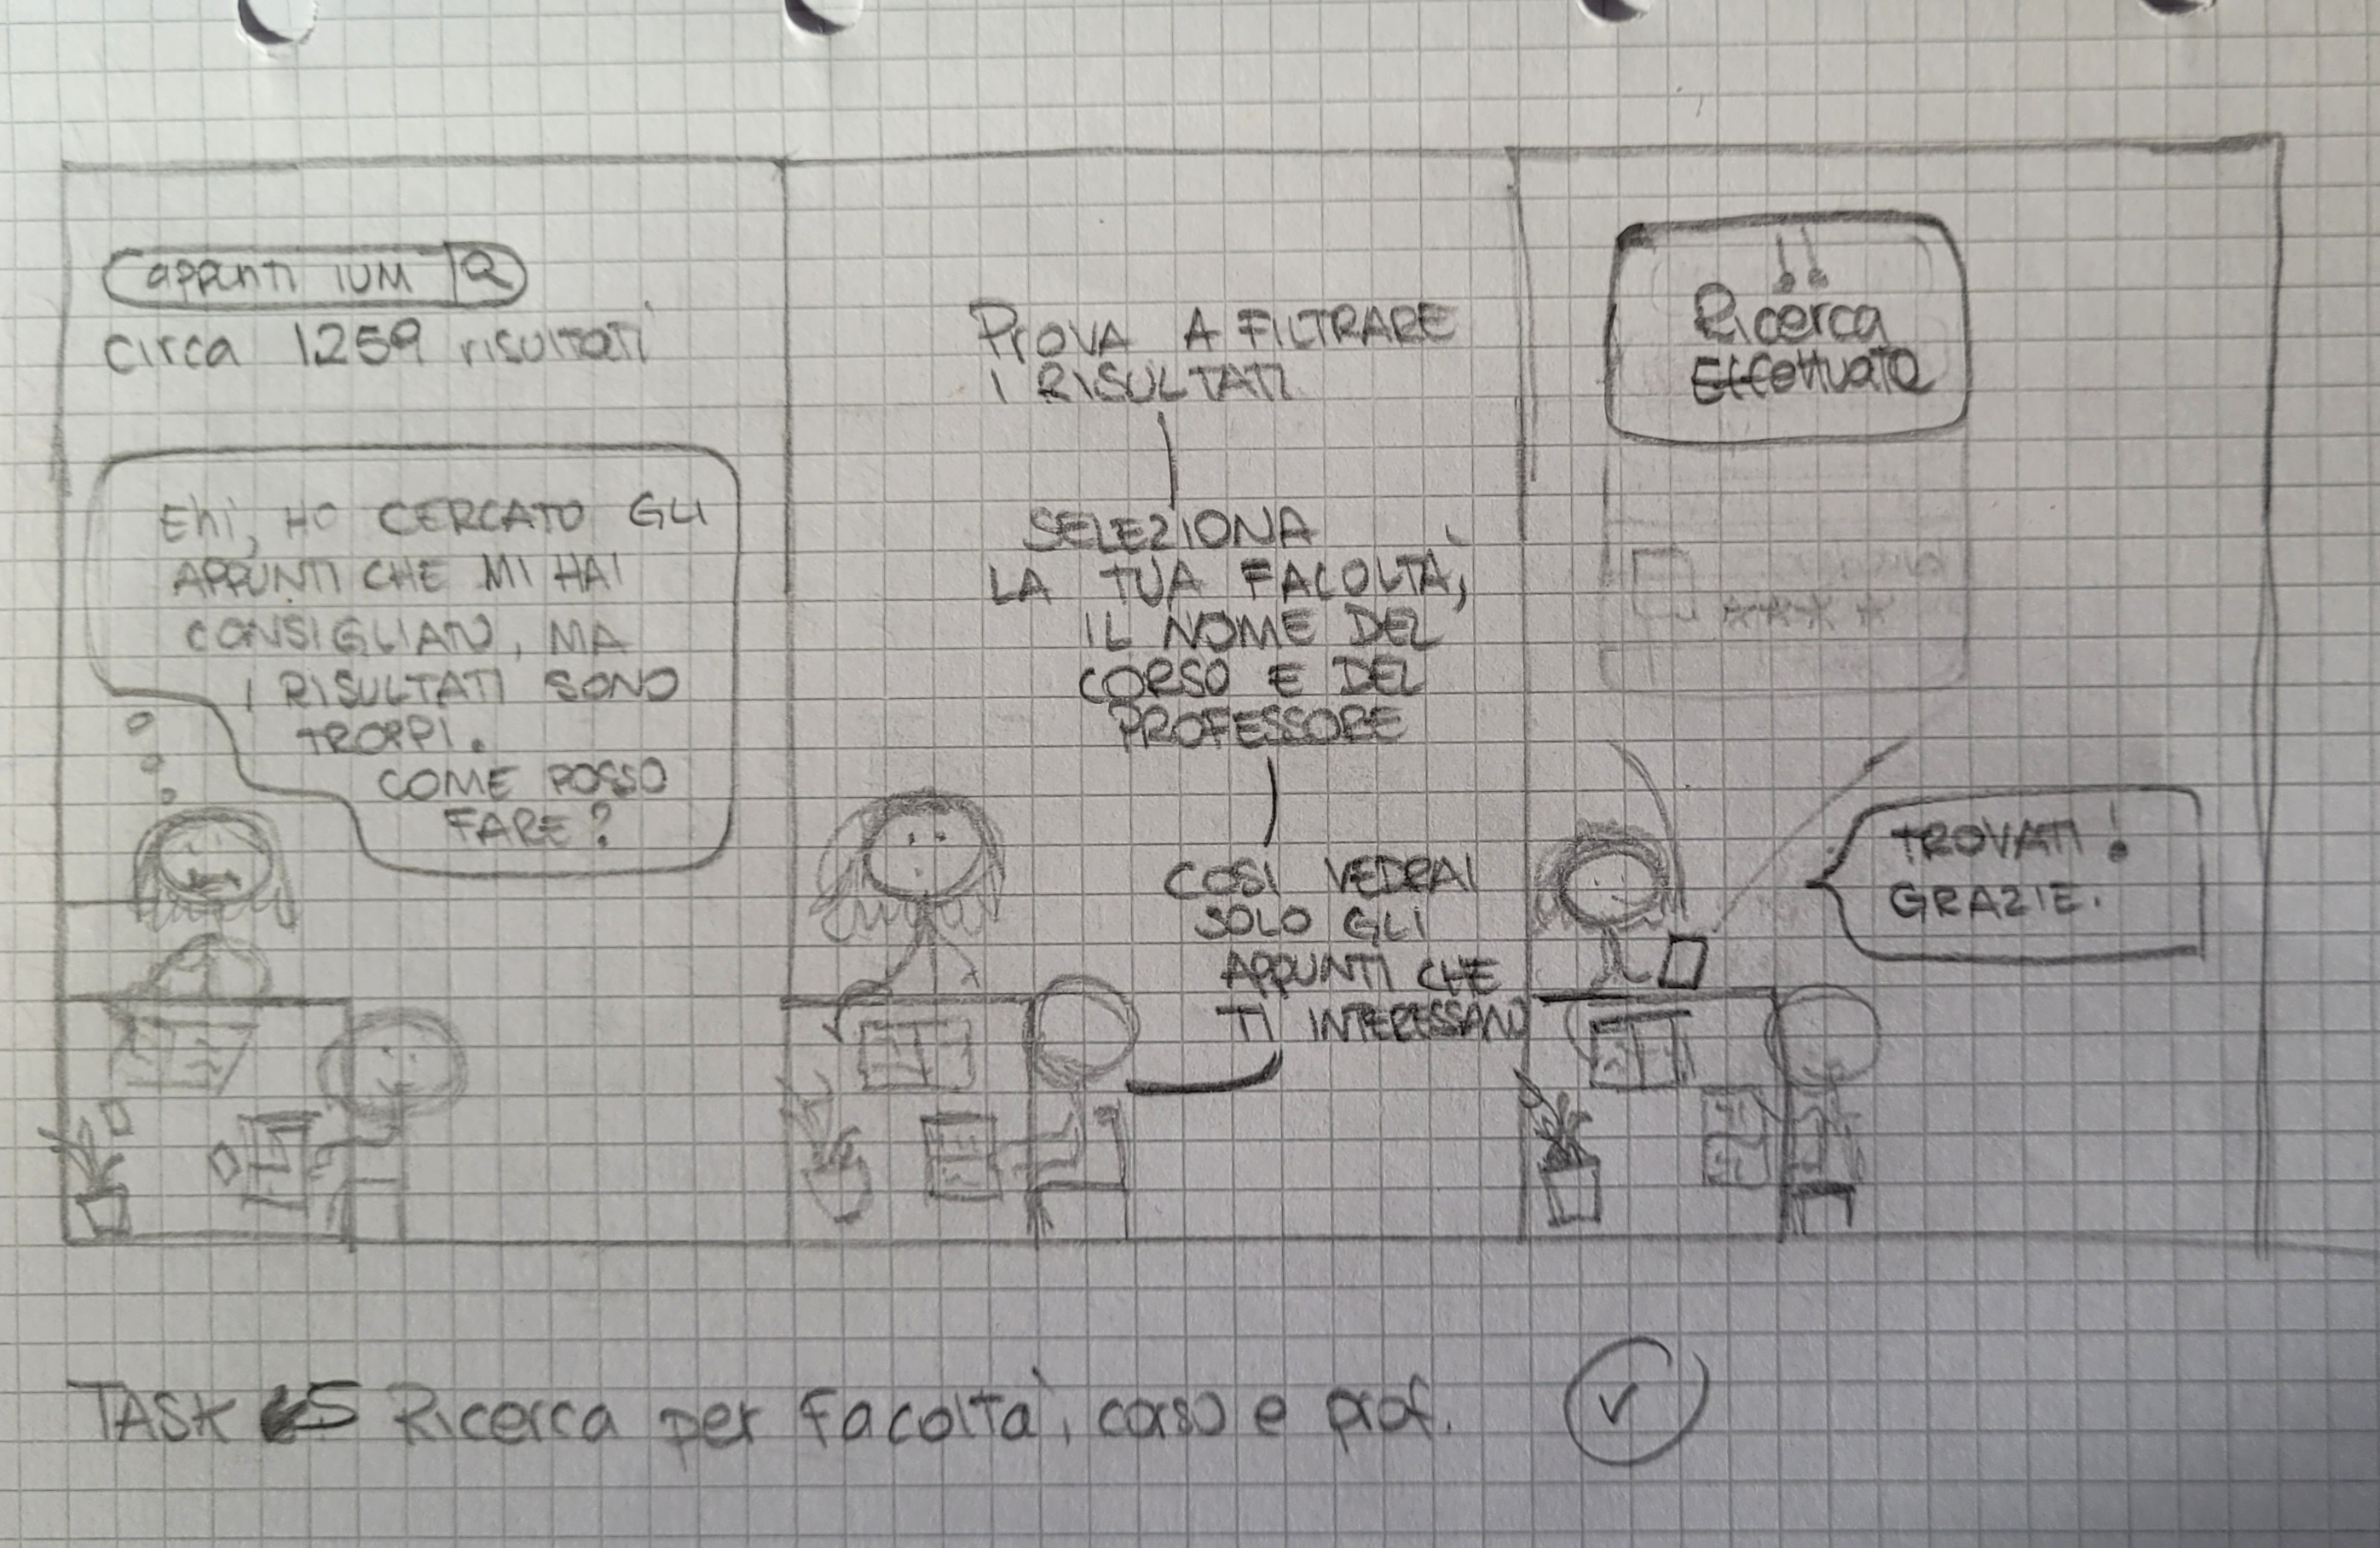 appunti IUM
circa 1259 risultati
Ehi, HO CERCATO GLI
APPUNTI CHE MI HAI
CONSIGLIATO, MA
I RISULTATI SONO
TROPPI.
COME POSSO
FARE?
PROVA A FILTRARE
I RISULTATI
SELEZIONA
LA TUA FACOLTÀ,
IL NOME DEL
CORSO E DEL
PROFESSORE
COSI VEDRAI
SOLO GLI
APPUNTI CHE
TI INTERESSANO
Ricerca
Effettuata
TROVATI!
GRAZIE.
TASK 5 Ricerca per Facoltà, corso e prof.